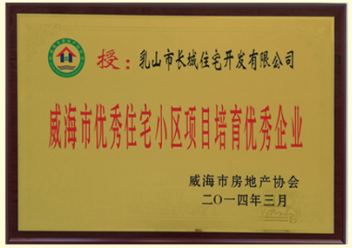 授：乳山市长城住宅开发有限公司
威海市优秀住宅小区项目培育优秀企业
威海市房地产协会
二〇一四年三月